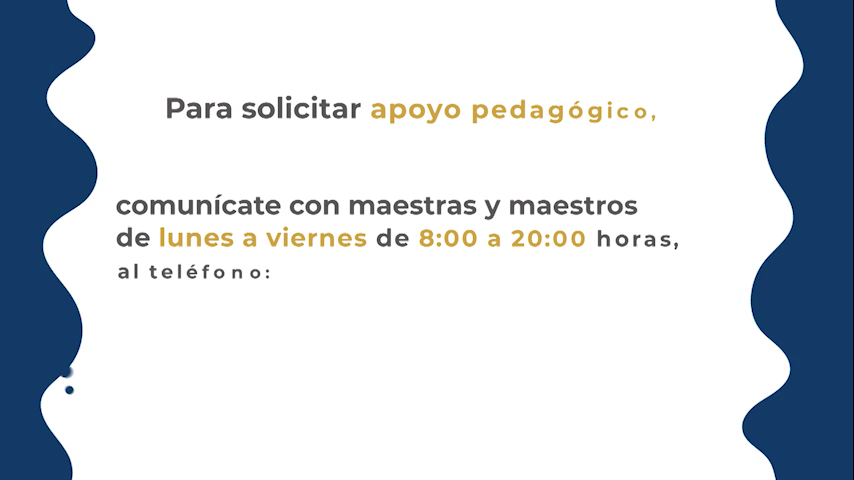 Para solicitar apoyo pedagógico,
comunícate con maestras y maestros
de lunes a viernes de 8:00 a 20:00 horas,
al teléfono: